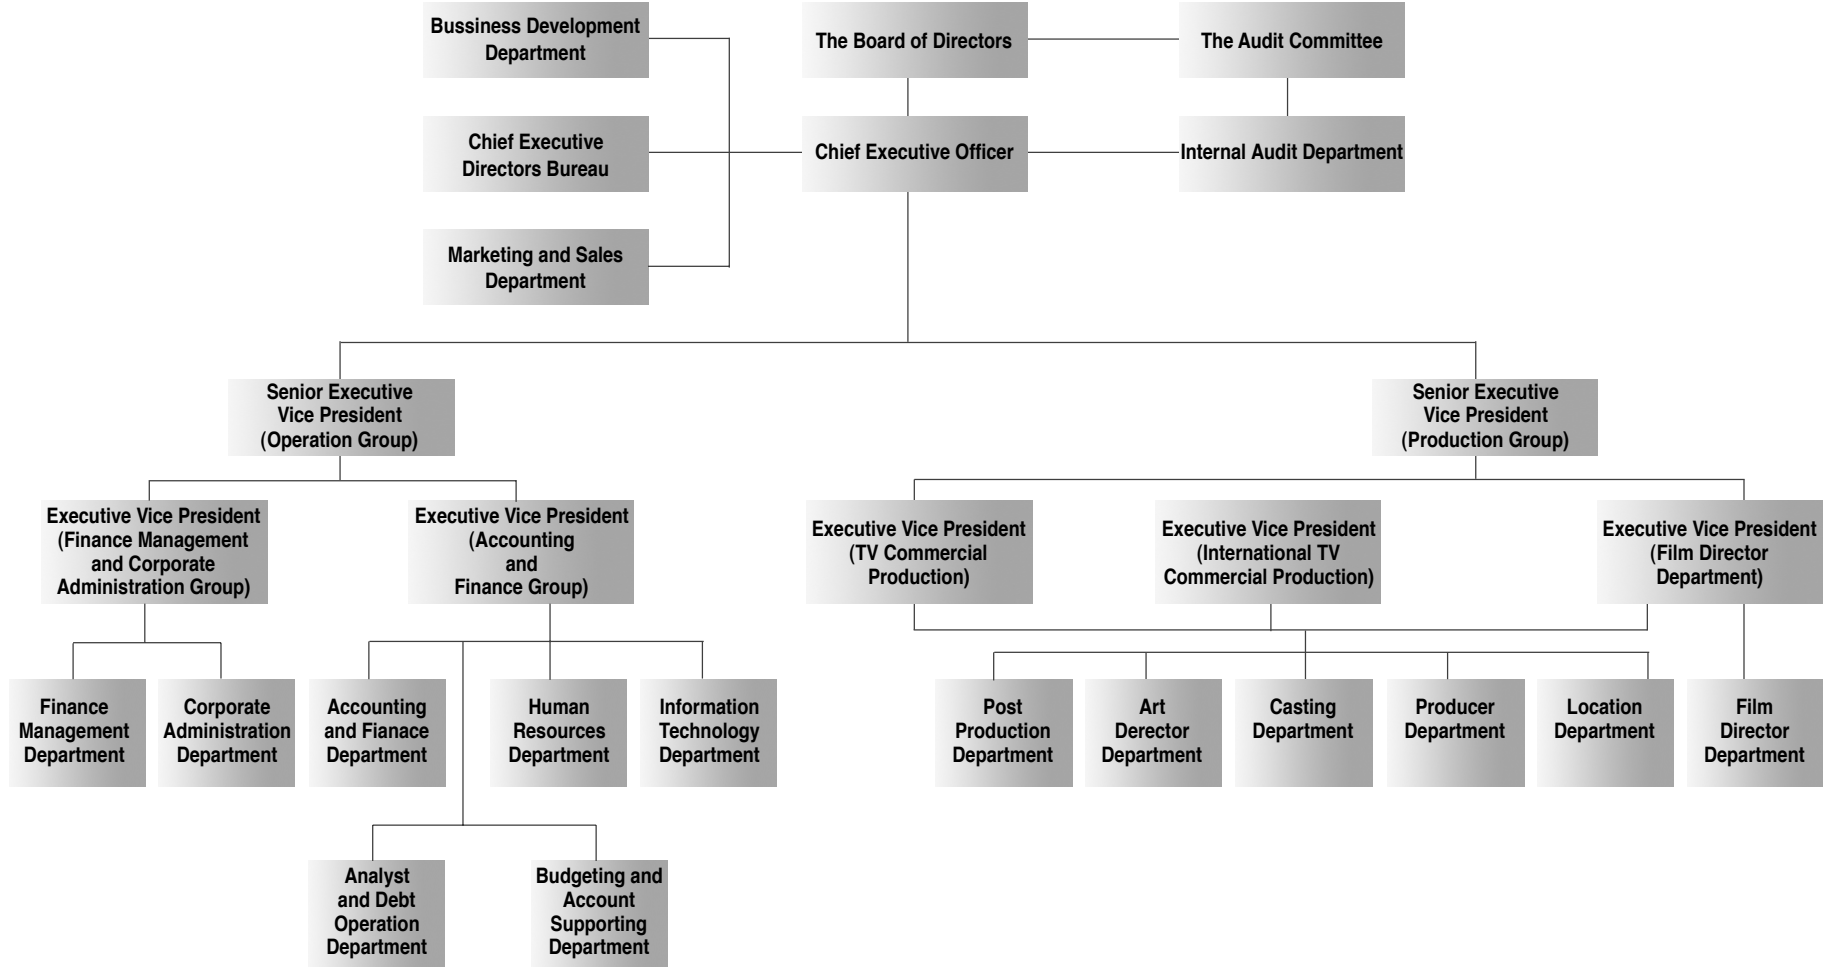 Bussiness Development
Department
The Board of Directors
The Audit Committee
Chief Executive
Directors Bureau
Chief Executive Officer
Internal Audit Department
Marketing and Sales
Department
Senior Executive
Vice President
(Operation Group)
Senior Executive
Vice President
(Production Group)
Executive Vice President
(Finance Management
and Corporate
Administration Group)
Executive Vice President
(Accounting
and
Finance Group)
Executive Vice President
(TV Commercial
Production)
Executive Vice President
(International TV
Commercial Production)
Executive Vice President
(Film Director
Department)
Finance
Management
Department
Corporate
Administration
Department
Accounting
and Fianace
Department
Human
Resources
Department
Information
Technology
Department
Post
Production
Department
Art
Derector
Department
Casting
Department
Producer
Department
Location
Department
Film
Director
Department
Analyst
and Debt
Operation
Department
Budgeting and
Account
Supporting
Department